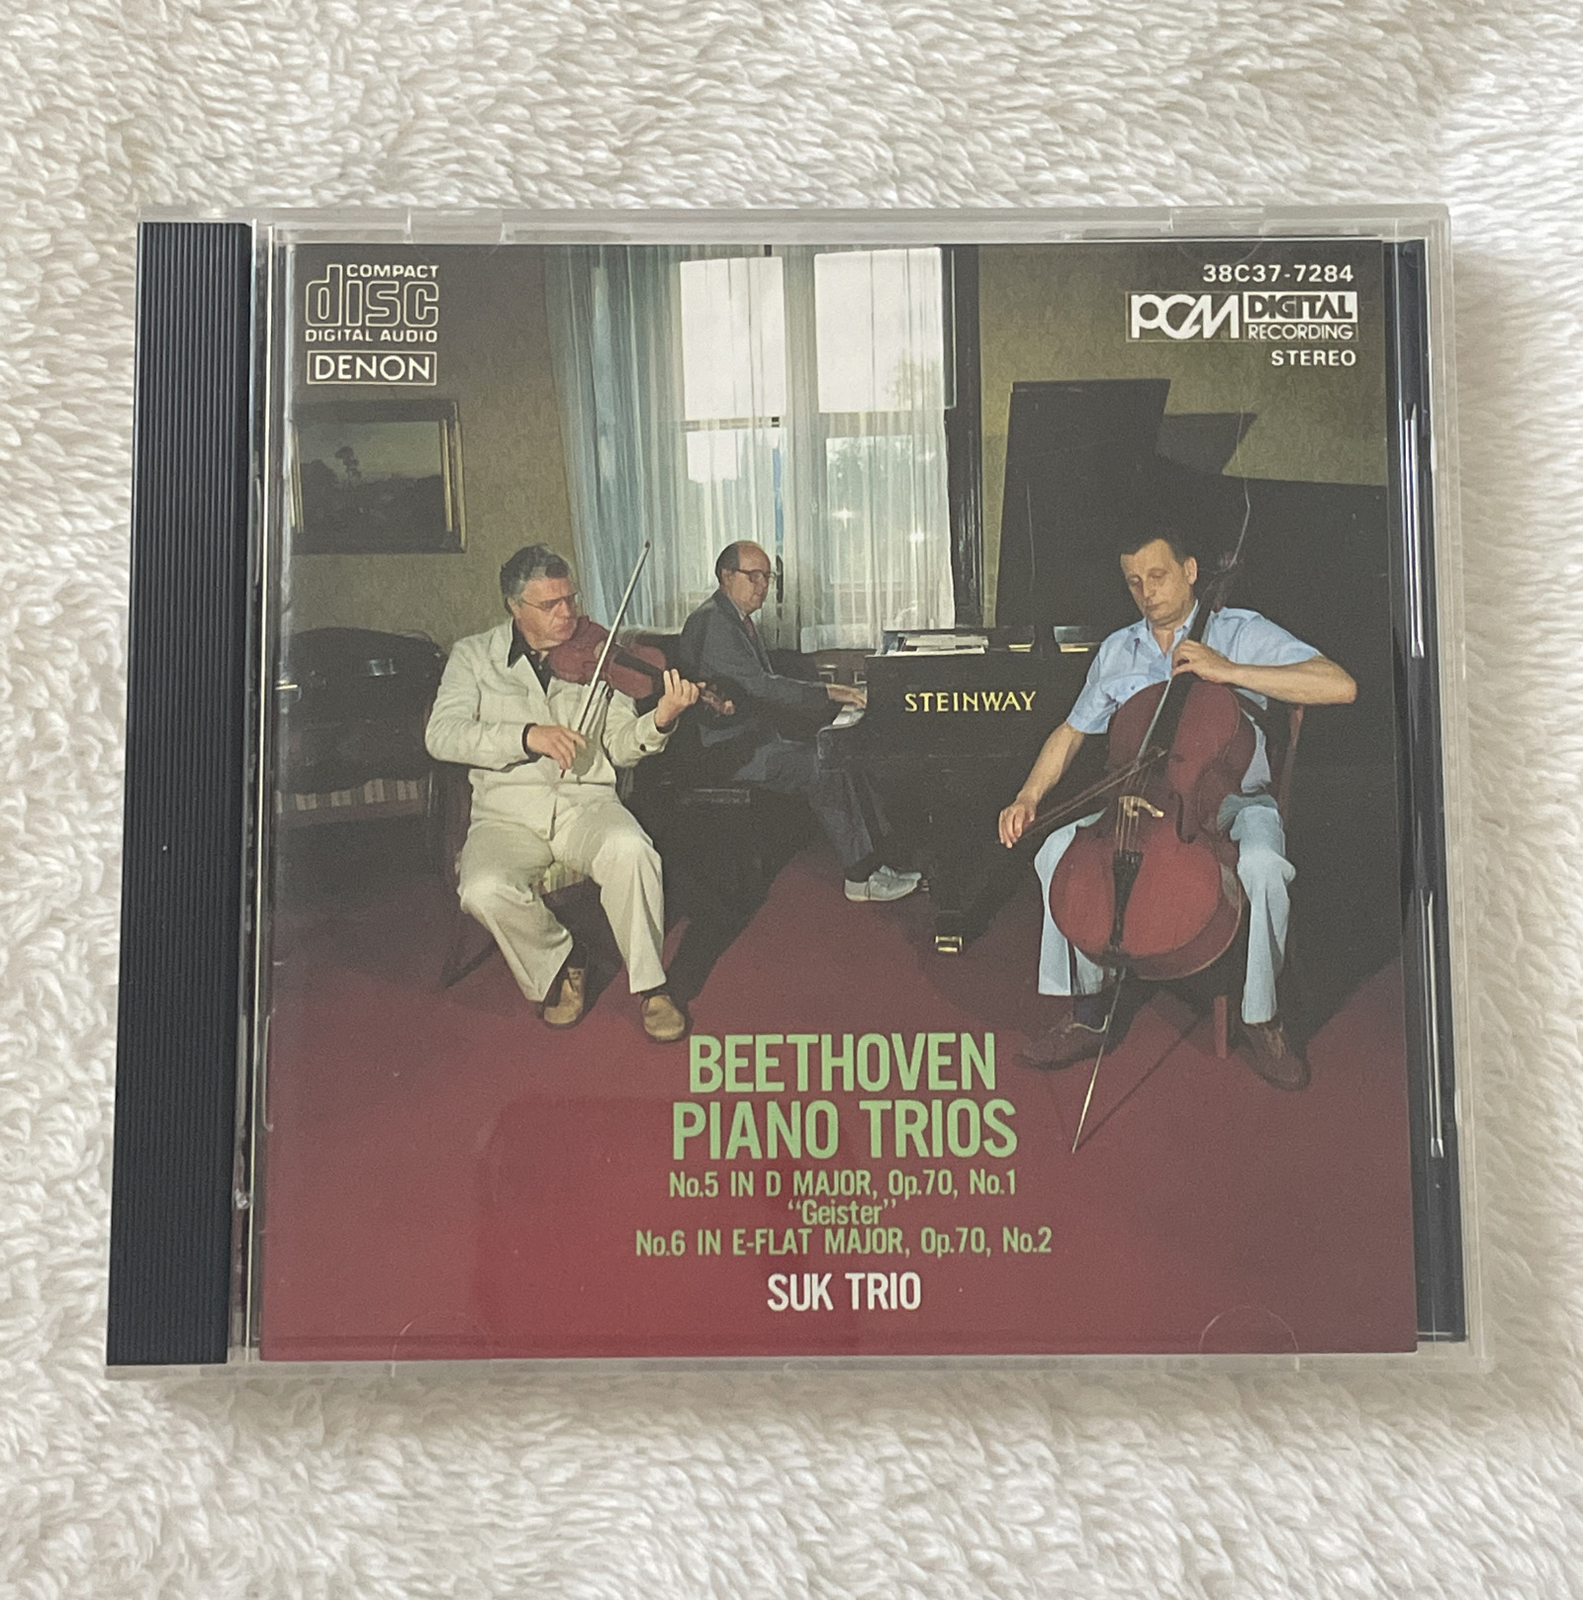 COMPACT
disc
DIGITAL AUDIO
DENON
38C37-7284
PCM DIGITAL
RECORDING
STEREO
STEINWAY
BEETHOVEN
PIANO TRIOS
No.5 IN D MAJOR, Op.70, No.1
“Geister”
No.6 IN E-FLAT MAJOR, Op.70, No.2
SUK TRIO